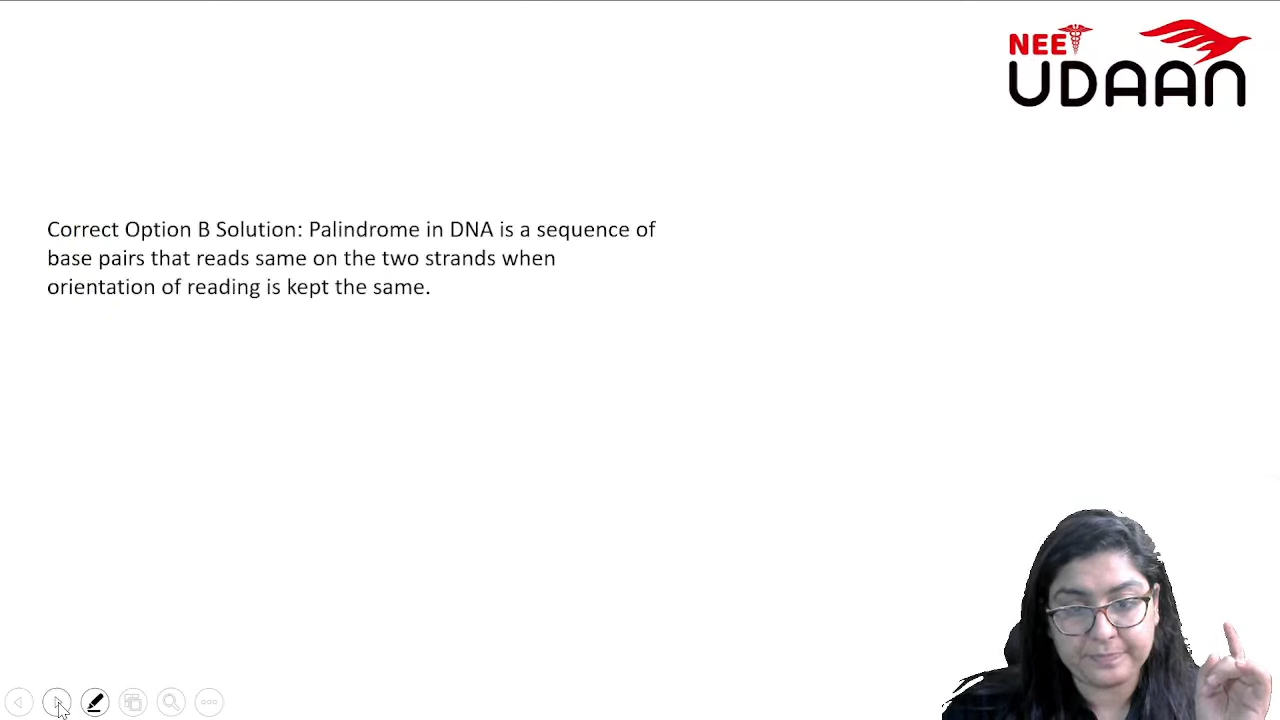 NEET
UDAAN
Correct Option B Solution: Palindrome in DNA is a sequence of
base pairs that reads same on the two strands when
orientation of reading is kept the same.